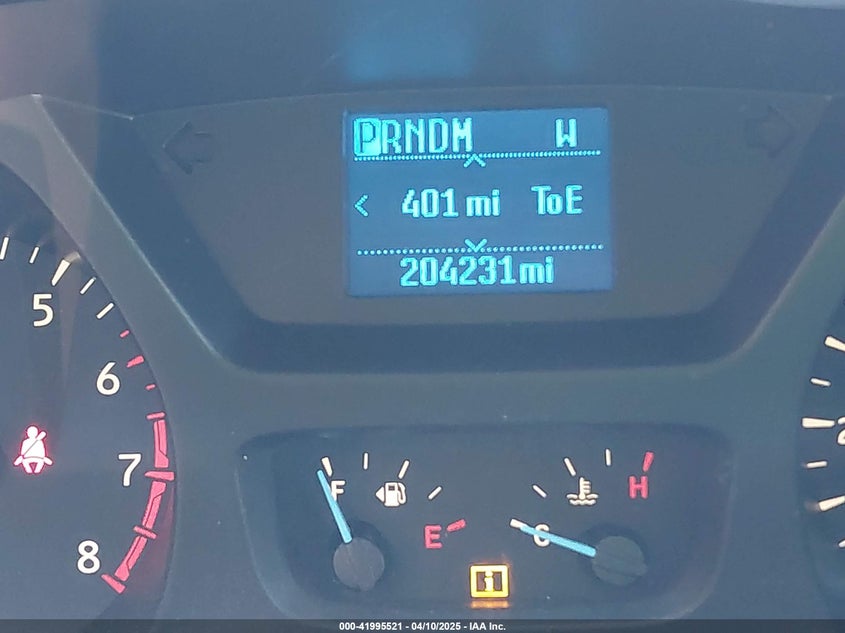 PRNDM W
< 401 mi ToE
204231mi
5
6
7
8
F
E
C
H
i
000-41995521 - 04/10/2025 - IAA Inc.